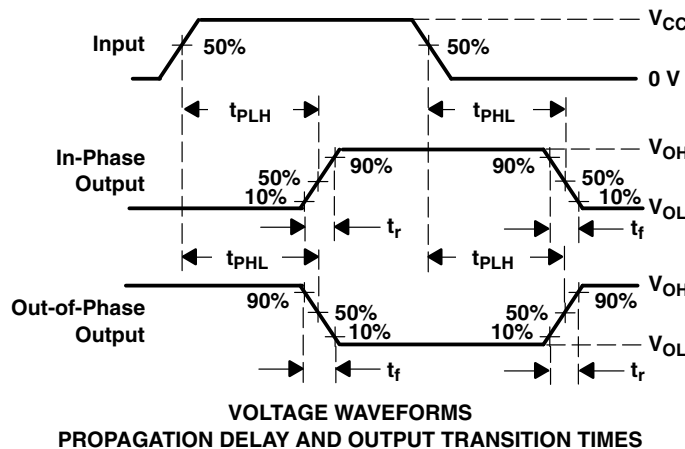 Input
50%
50%
VCC
0 V
tPLH
tPHL
In-Phase
Output
90%
50%
10%
90%
50%
10%
VOH
VOL
tr
tf
tPHL
tPLH
Out-of-Phase
Output
90%
50%
10%
90%
50%
10%
VOH
VOL
tf
tr
VOLTAGE WAVEFORMS
PROPAGATION DELAY AND OUTPUT TRANSITION TIMES